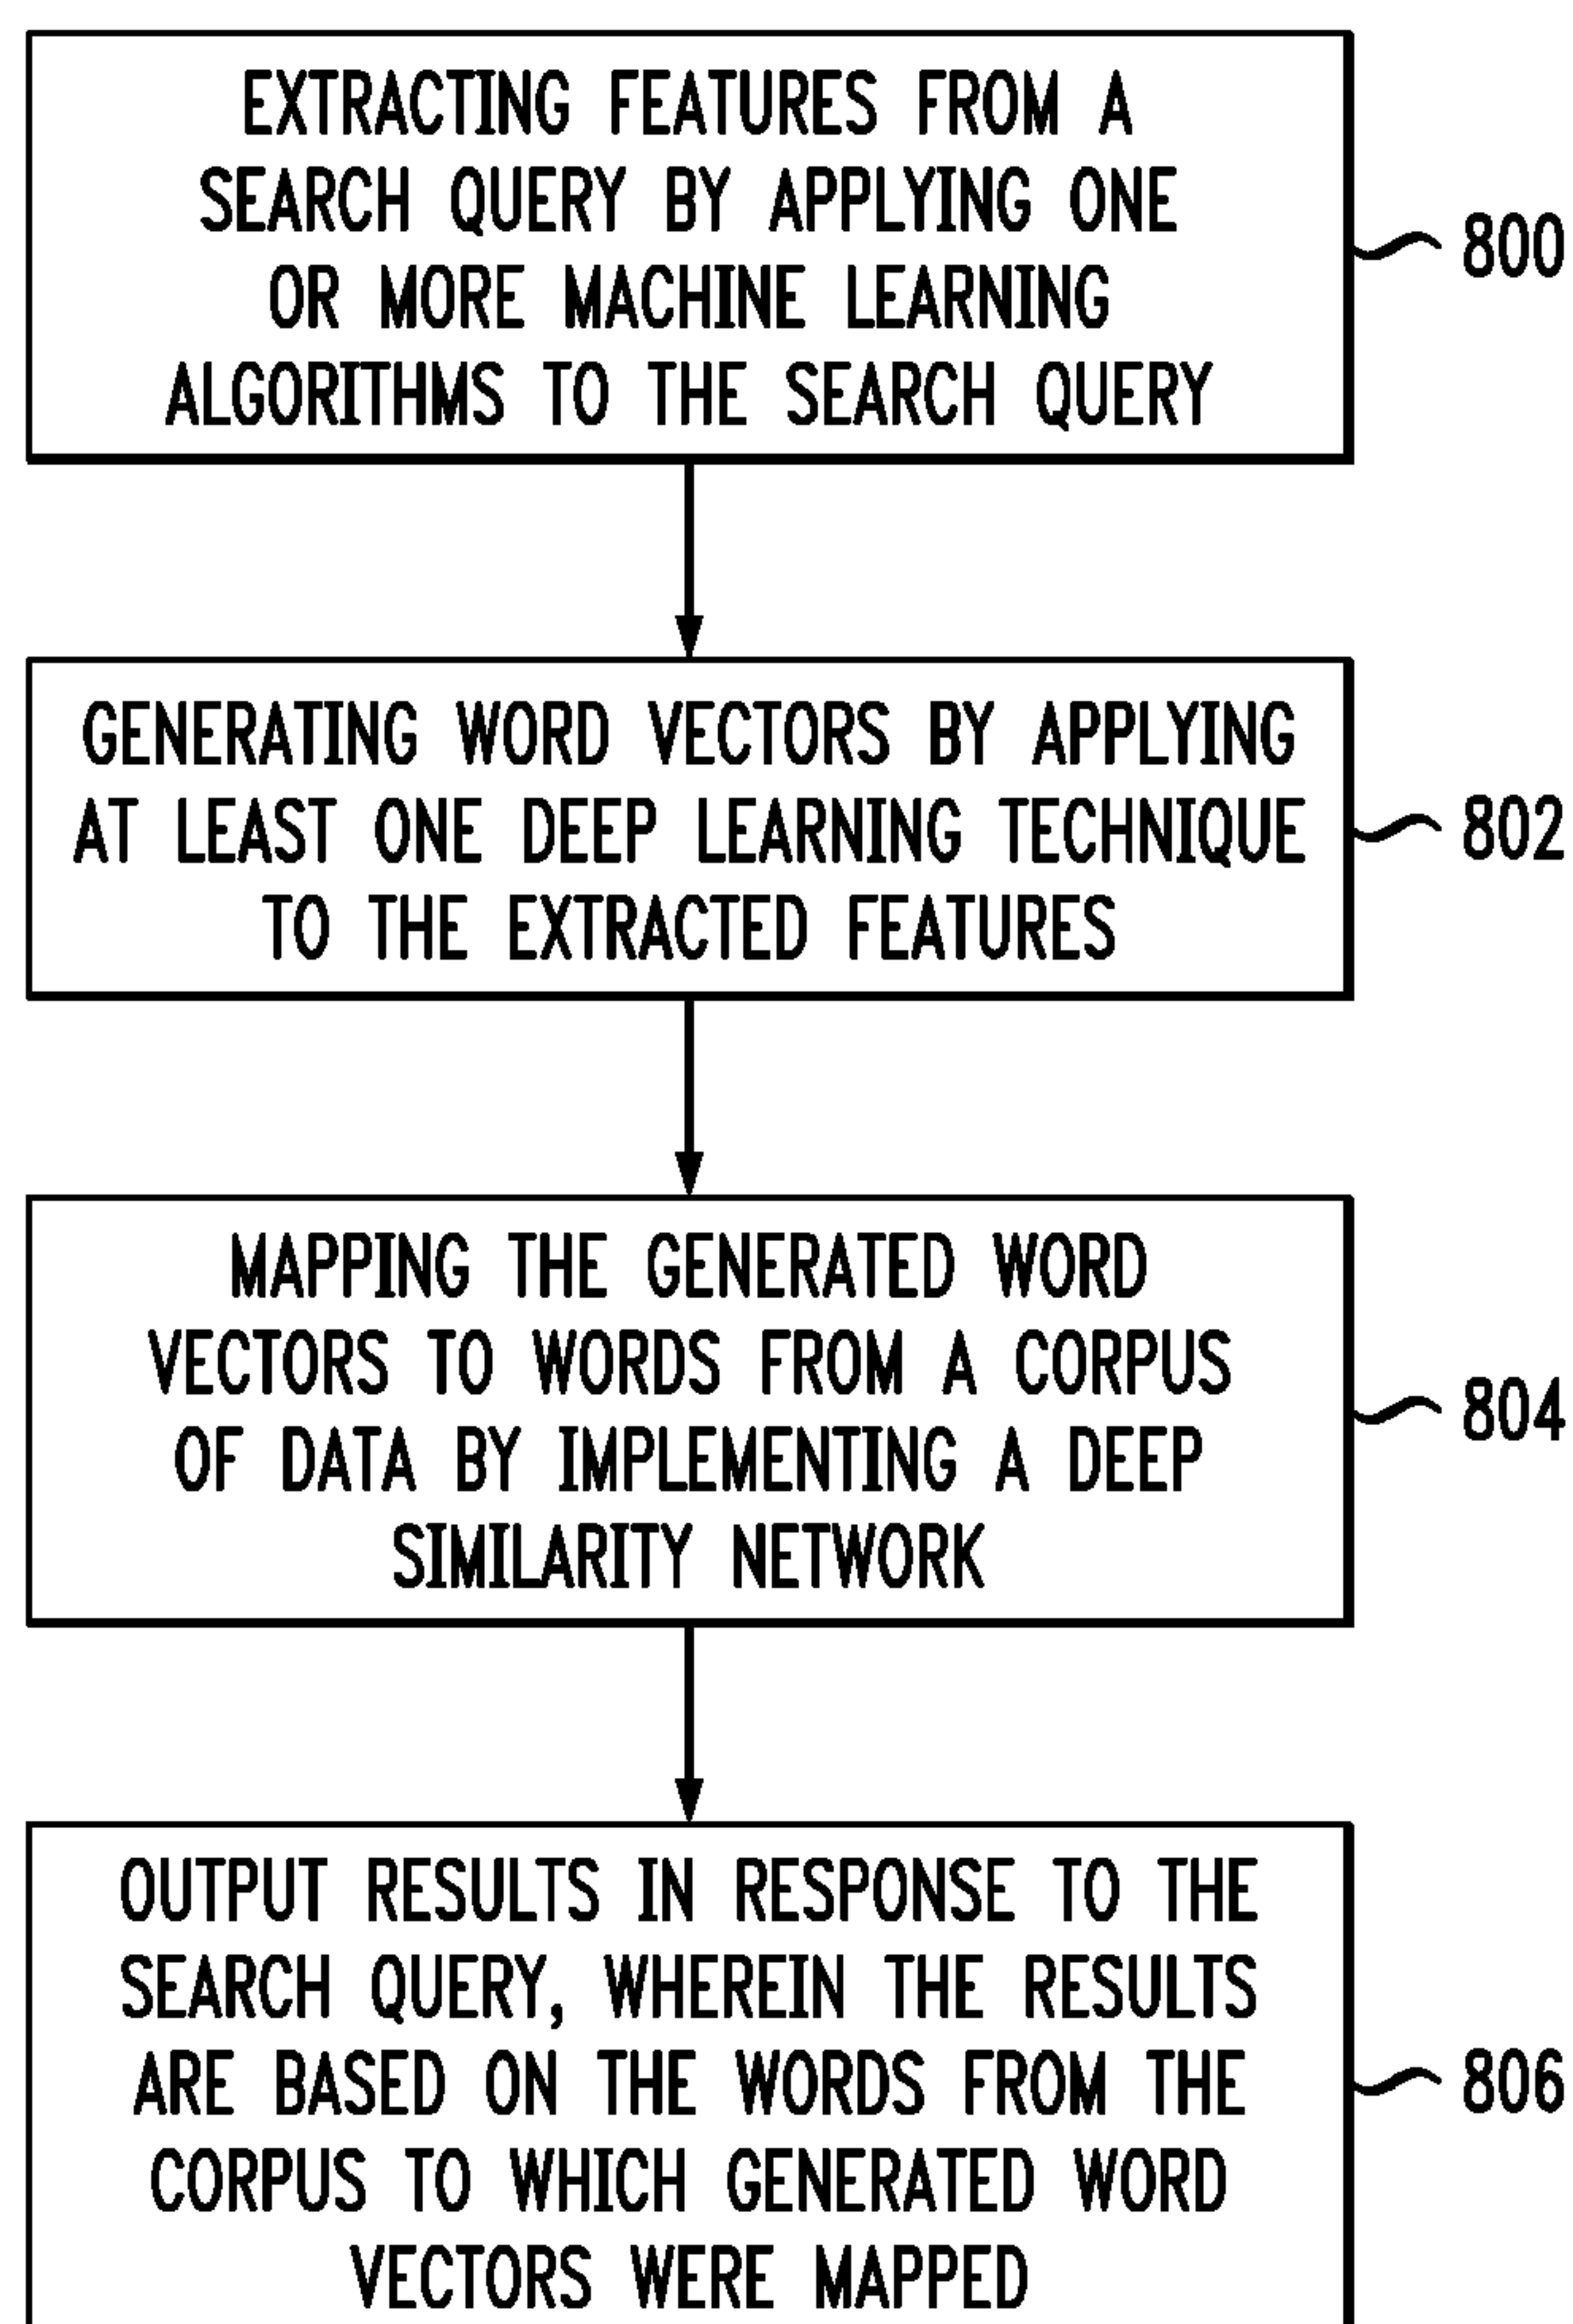 EXTRACTING FEATURES FROM A
SEARCH QUERY BY APPLYING ONE
OR MORE MACHINE LEARNING
ALGORITHMS TO THE SEARCH QUERY
800
GENERATING WORD VECTORS BY APPLYING
AT LEAST ONE DEEP LEARNING TECHNIQUE
TO THE EXTRACTED FEATURES
802
MAPPING THE GENERATED WORD
VECTORS TO WORDS FROM A CORPUS
OF DATA BY IMPLEMENTING A DEEP
SIMILARITY NETWORK
804
OUTPUT RESULTS IN RESPONSE TO THE
SEARCH QUERY, WHEREIN THE RESULTS
ARE BASED ON THE WORDS FROM THE
CORPUS TO WHICH GENERATED WORD
VECTORS WERE MAPPED
806